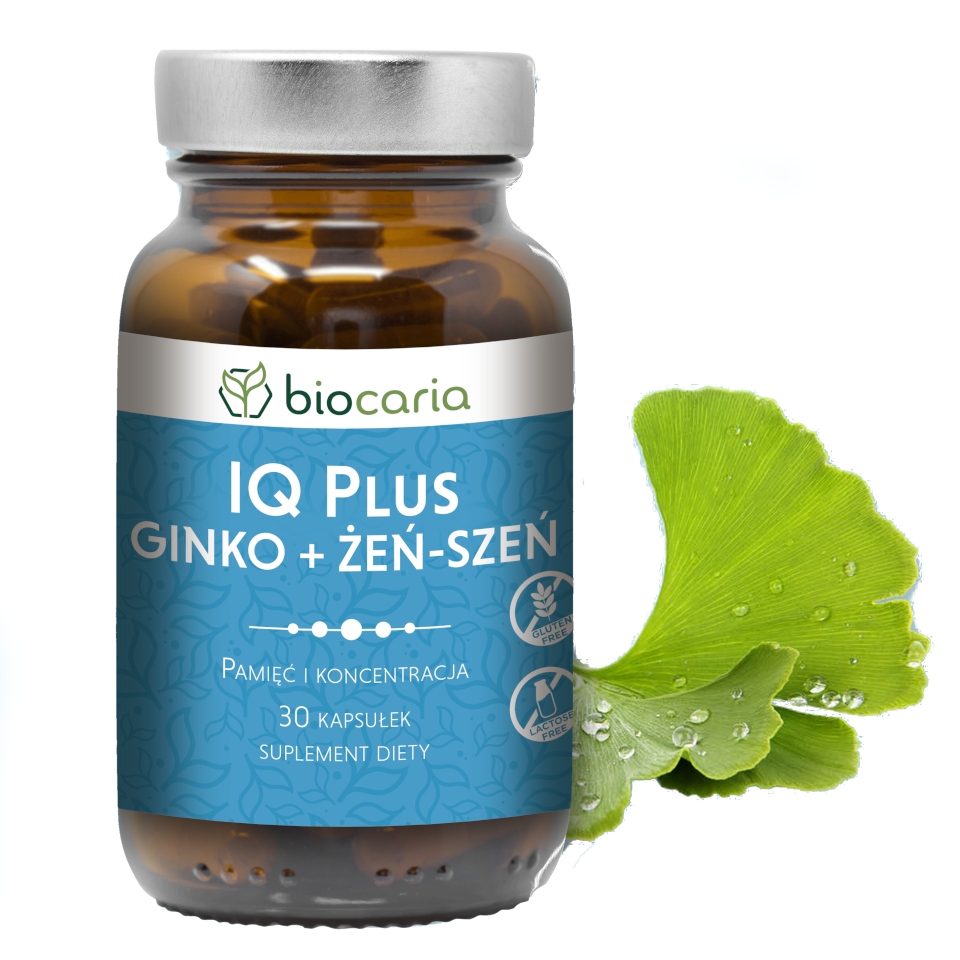 biocaria
IQ Plus
GINKO + ŻEŃ-SZEŃ
GLUTEN
FREE
Pamięć i koncentracja
LACTOSE
FREE
30 kapsułek
suplement diety